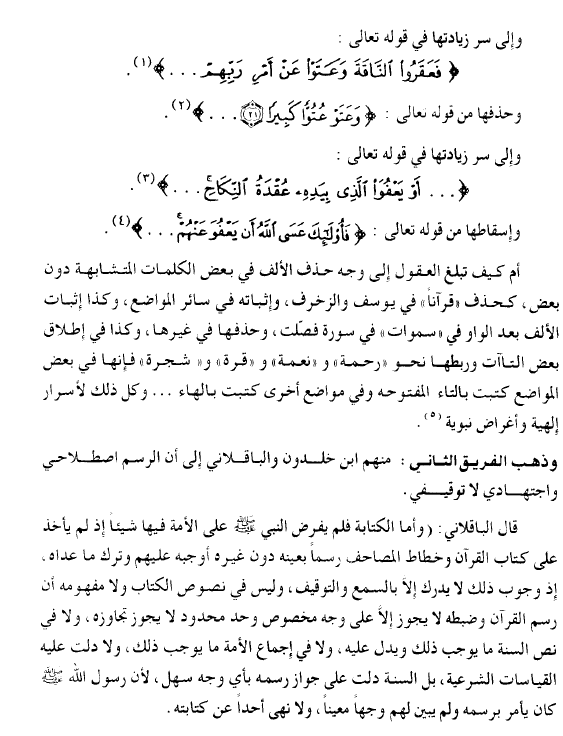 وإلى سر زيادتها في قوله تعالى :
﴿ فَعَقَرُوا۟ ٱلنَّاقَةَ وَعَتَوْا۟ عَنْ أَمْرِ رَبِّهِمْ . . . ﴾(١).
وحذفها من قوله تعالى : ﴿ وَعَتَوْ عُتُوًّا كَبِيرًا ۝٢١ . . . ﴾(٢).
وإلى سر زيادتها في قوله تعالى :
﴿ . . . أَوْ يَعْفُوَا۟ ٱلَّذِى بِيَدِهِۦ عُقْدَةُ ٱلنِّكَاحِ ۚ . . . ﴾(٣).
وإسقاطها من قوله تعالى : ﴿ فَأُو۟لَٰٓئِكَ عَسَى ٱللَّهُ أَن يَعْفُوَ عَنْهُمْ ۚ . . . ﴾(٤).
أم كيف تبلغ العقول إلى وجه حذف الألف في بعض الكلمات المتشابهة دون
بعض، كحذف «قرآناً» في يوسف والزخرف، وإثباته في سائر المواضع، وكذا إثبات
الألف بعد الواو في «سموات» في سورة فصّلت، وحذفها في غيرها، وكذا في إطلاق
بعض التاآت وربطها نحو «رحمة» و «نعمة» و «قرة» و «شجرة» فإنها في بعض
المواضع كتبت بالتاء المفتوحه وفي مواضع أخرى كتبت بالهاء ... وكل ذلك لأسرار
إلهية وأغراض نبوية (٥).
وذهب الفريق الثاني : منهم ابن خلدون والباقلاني إلى أن الرسم اصطلاحي
واجتهادي لا توقيفي.
قال الباقلاني: (وأما الكتابة فلم يفرض النبي ﷺ على الأمة فيها شيئاً إذ لم يأخذ
على كتاب القرآن وخطاط المصاحف رسماً بعينه دون غيره أوجبه عليهم وترك ما عداه،
إذ وجوب ذلك لا يدرك إلاَّ بالسمع والتوقيف، وليس في نصوص الكتاب ولا مفهومه أن
رسم القرآن وضبطه لا يجوز إلاَّ على وجه مخصوص وحد محدود لا يجوز تجاوزه، ولا في
نص السنة ما يوجب ذلك ويدل عليه، ولا في إجماع الأمة ما يوجب ذلك، ولا دلت عليه
القياسات الشرعية، بل السنة دلت على جواز رسمه بأي وجه سهل، لأن رسول الله ﷺ
كان يأمر برسمه ولم يبين لهم وجهاً معيناً، ولا نهى أحداً عن كتابته.